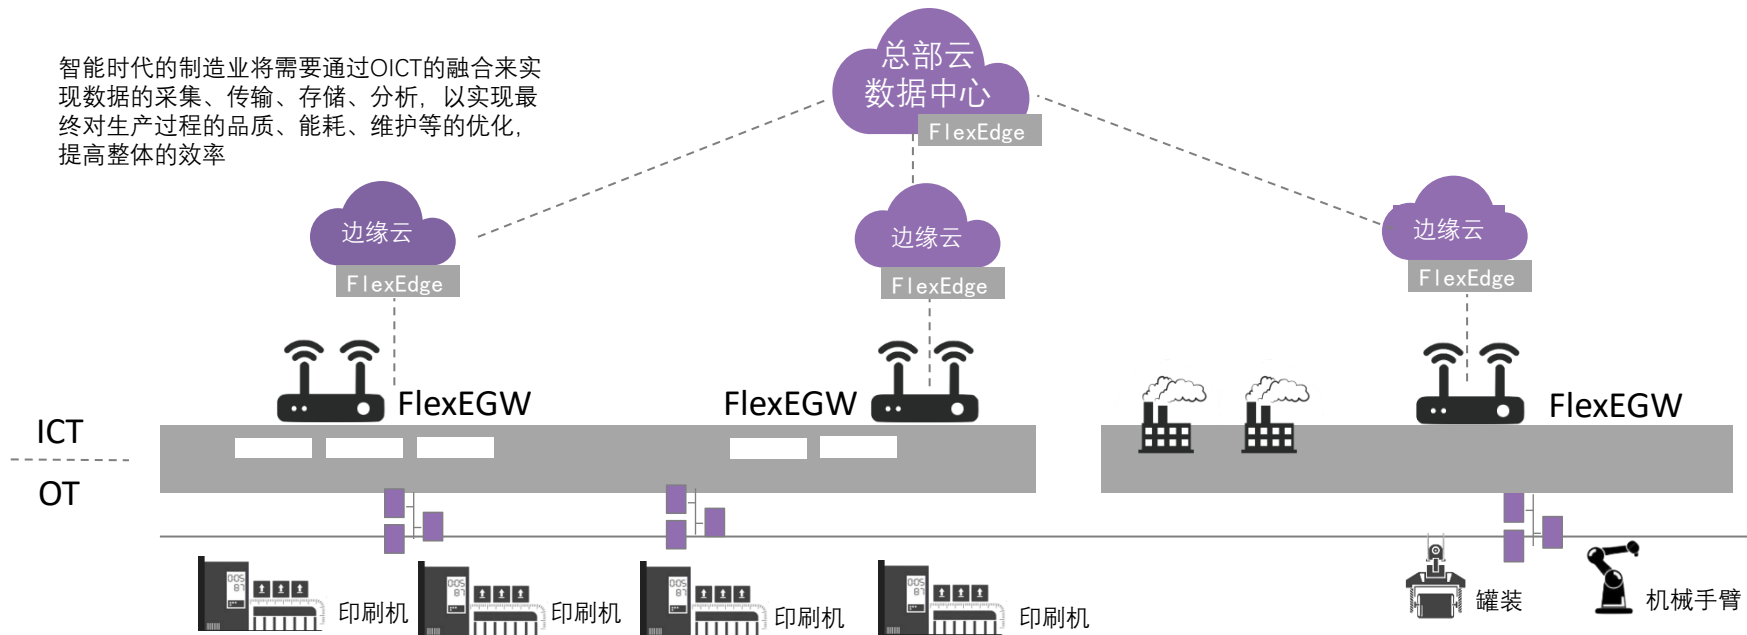 总部云
数据中心
FlexEdge
智能时代的制造业将需要通过OICT的融合来实
现数据的采集、传输、存储、分析，以实现最
终对生产过程的品质、能耗、维护等的优化，
提高整体的效率
边缘云
FlexEdge
边缘云
FlexEdge
边缘云
FlexEdge
FlexEGW
FlexEGW
FlexEGW
ICT
OT
印刷机
印刷机
印刷机
印刷机
罐装
机械手臂